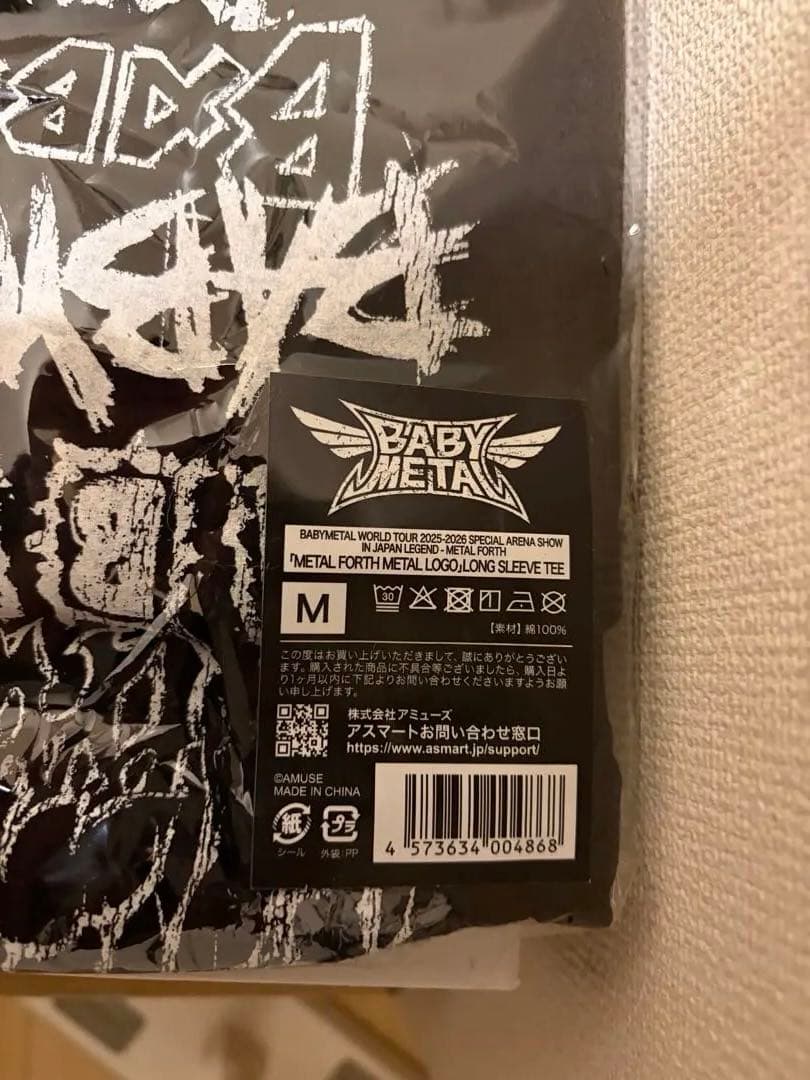 BABY
METAL
BABYMETAL WORLD TOUR 2025-2026 SPECIAL ARENA SHOW
IN JAPAN LEGEND - METAL FORTH
「METAL FORTH METAL LOGO」LONG SLEEVE TEE
M
30
【素材】綿100%
この度はお買い上げいただきまして、誠にありがとうござい
ます。購入された商品に不具合等ございましたら、購入日よ
り1ヶ月以内に下記よりお問い合わせくださいますようお願
い申し上げます。
株式会社アミューズ
アスマートお問い合わせ窓口
https://www.asmart.jp/support/
©AMUSE
MADE IN CHINA
紙 プラ
シール 外袋:PP
4 573634 004868